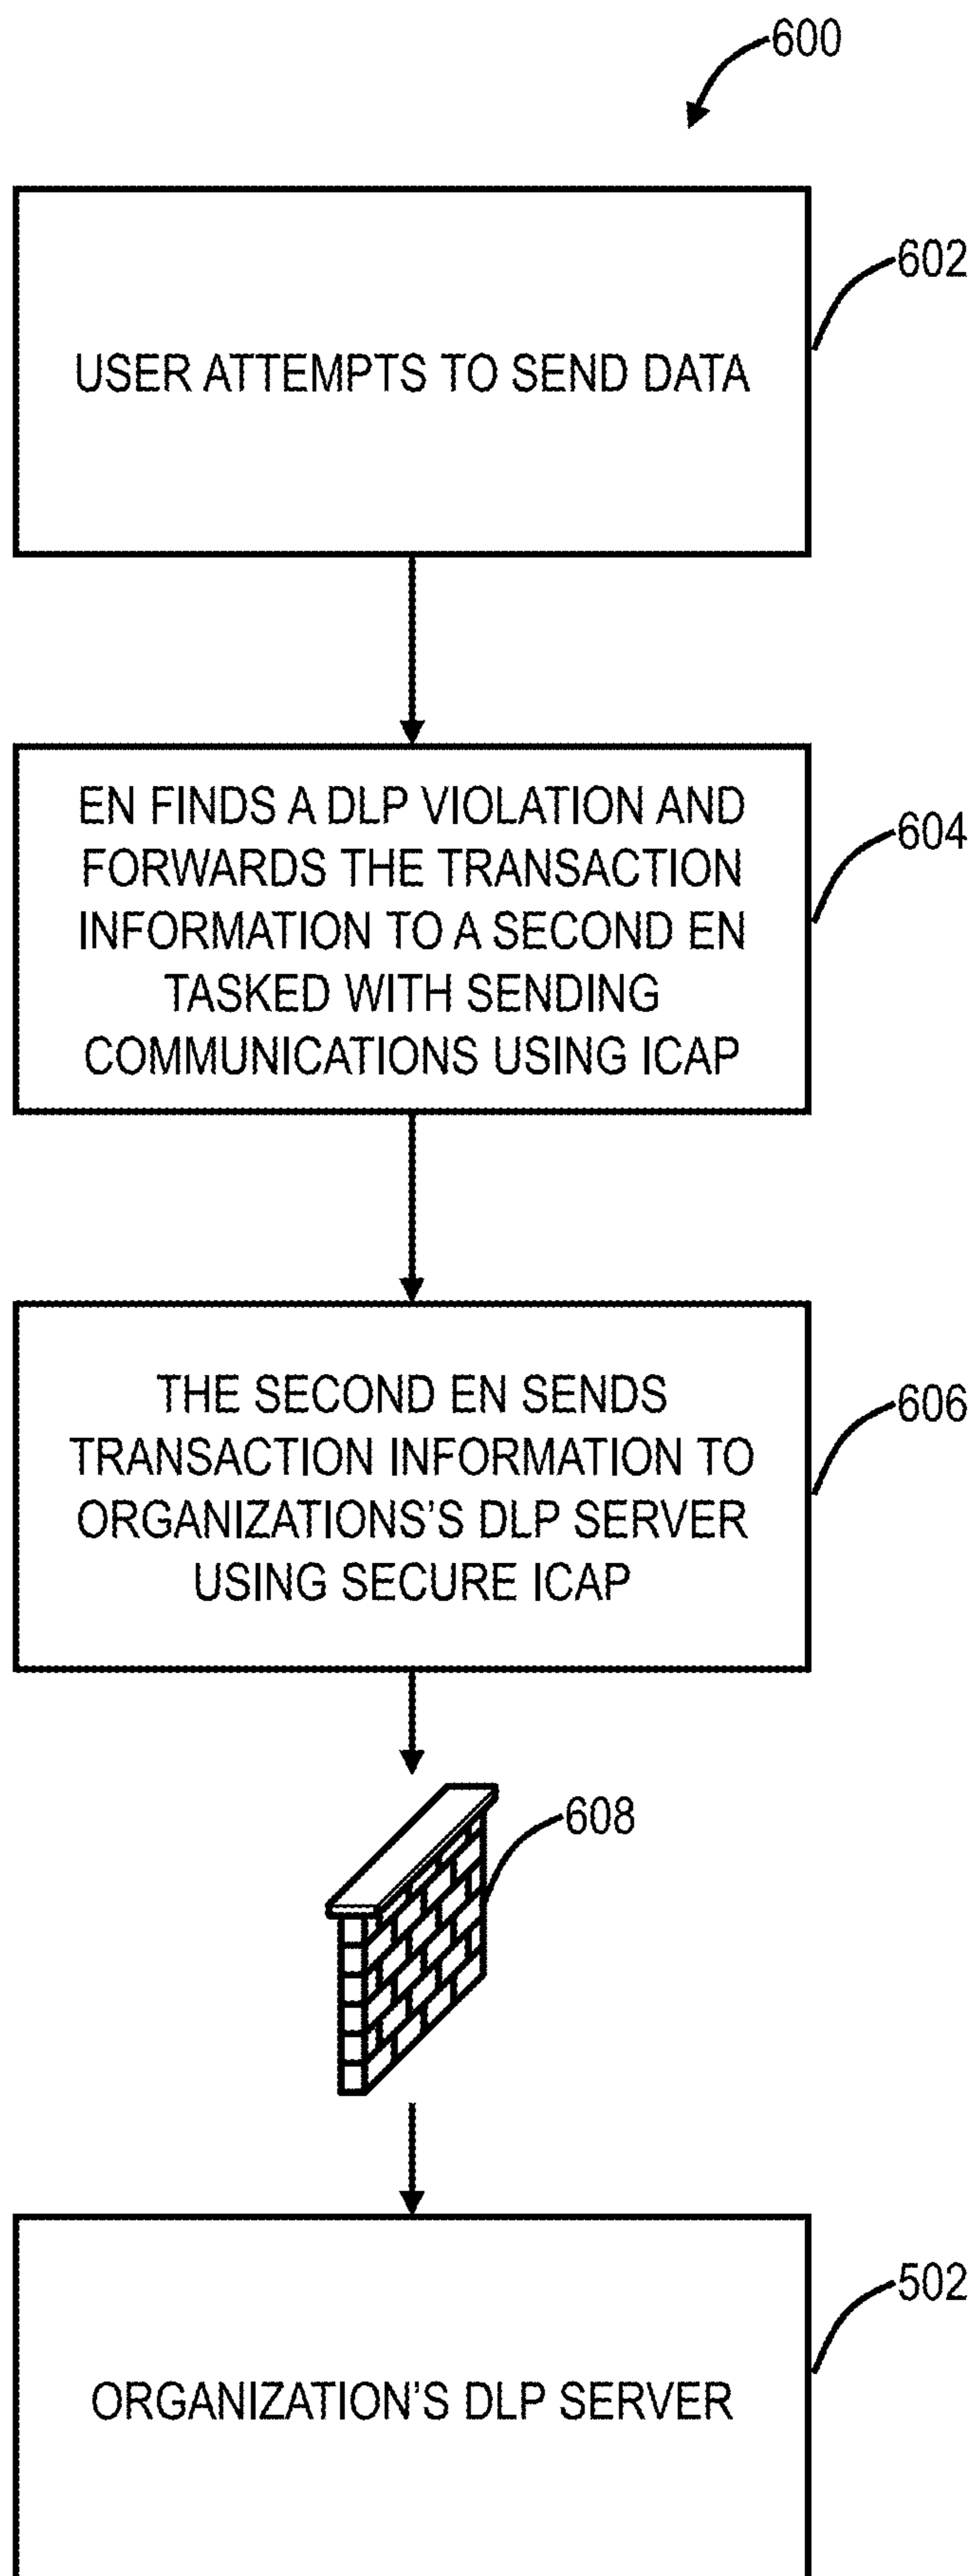 600
USER ATTEMPTS TO SEND DATA
602
EN FINDS A DLP VIOLATION AND
FORWARDS THE TRANSACTION
INFORMATION TO A SECOND EN
TASKED WITH SENDING
COMMUNICATIONS USING ICAP
604
THE SECOND EN SENDS
TRANSACTION INFORMATION TO
ORGANIZATIONS'S DLP SERVER
USING SECURE ICAP
606
608
ORGANIZATION'S DLP SERVER
502